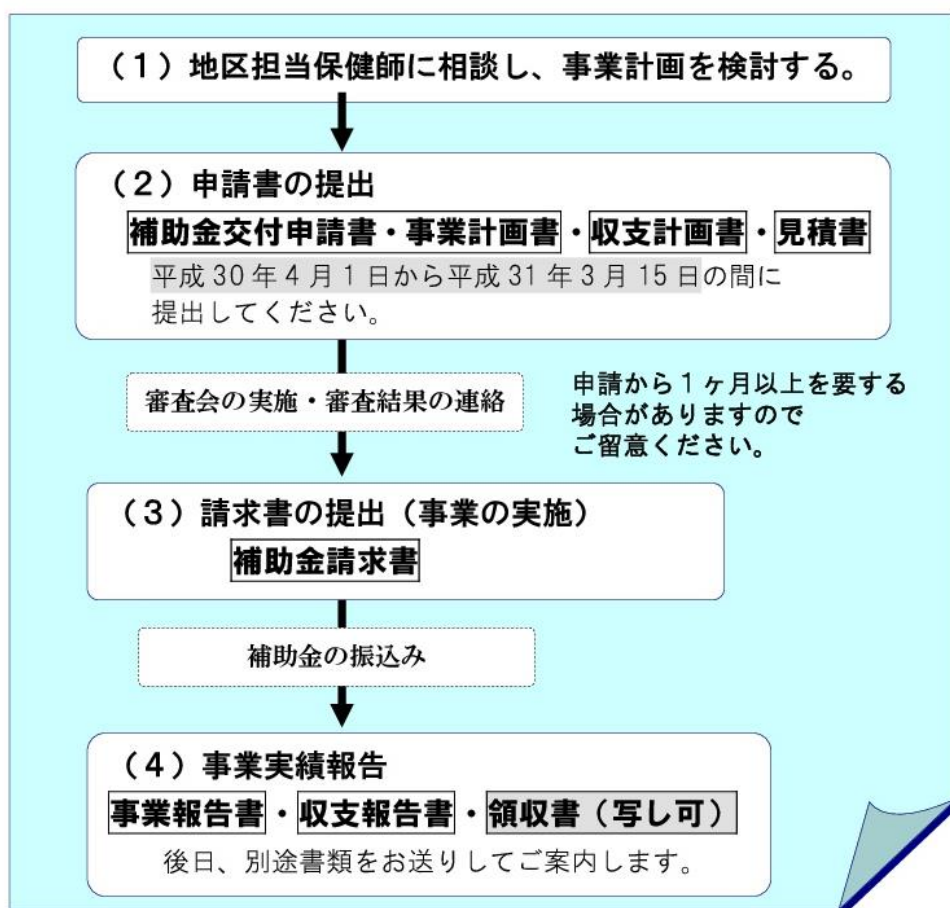 (1)地区担当保健師に相談し、事業計画を検討する。
(2)申請書の提出
補助金交付申請書・事業計画書・収支計画書・見積書
平成30年4月1日から平成31年3月15日の間に
提出してください。
審査会の実施・審査結果の連絡
申請から1ヶ月以上を要する
場合がありますので
ご留意ください。
(3)請求書の提出(事業の実施)
補助金請求書
補助金の振込み
(4)事業実績報告
事業報告書・収支報告書・領収書(写し可)
後日、別途書類をお送りしてご案内します。